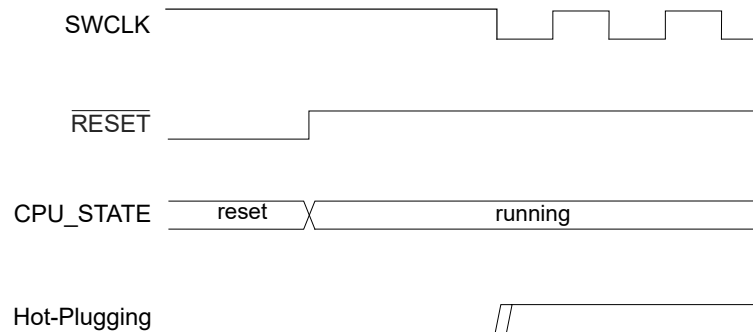 SWCLK
RESET
CPU_STATE reset running
Hot-Plugging